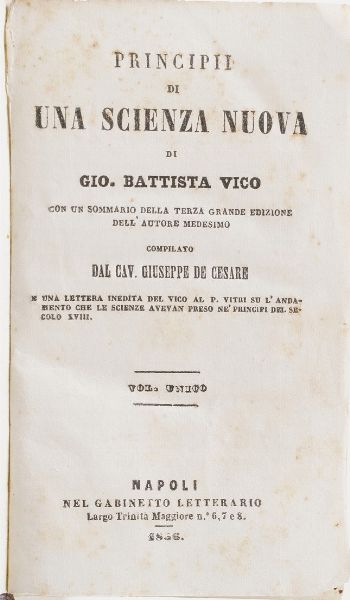 PRINCIPII
DI
UNA SCIENZA NUOVA
DI
GIO. BATTISTA VICO
CON UN SOMMARIO DELLA TERZA GRANDE EDIZIONE
DELL'AUTORE MEDESIMO
COMPILATO
DAL CAV. GIUSEPPE DE CESARE
E UNA LETTERA INEDITA DEL VICO AL P. VITRI SU L'ANDA-
MENTO CHE LE SCIENZE AVEVAN PRESO NE' PRINCIPI DEL SE-
COLO XVIII.
VOL. UNICO
NAPOLI
NEL GABINETTO LETTERARIO
Largo Trinità Maggiore n.° 6, 7 e 8.